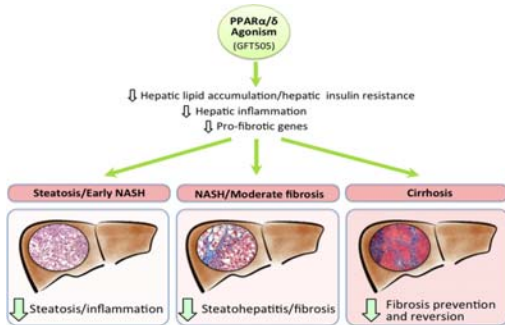 PPARα/δ
Agonism
(GFT505)
Hepatic lipid accumulation/hepatic insulin resistance
Hepatic inflammation
Pro-fibrotic genes
Steatosis/Early NASH
NASH/Moderate fibrosis
Cirrhosis
Steatosis/inflammation
Steatohepatitis/fibrosis
Fibrosis prevention
and reversion